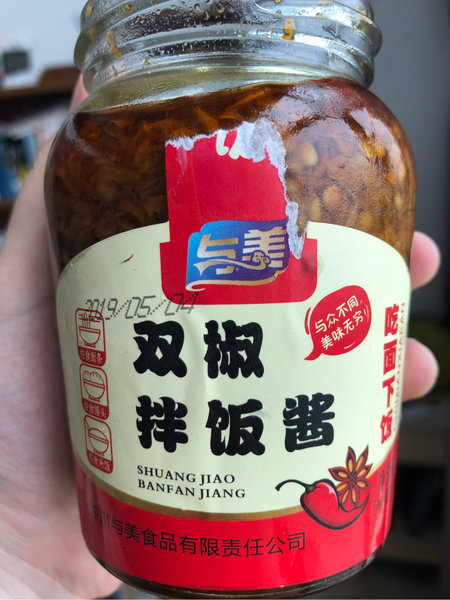 与美
2019/05/04
与众不同,
美味无穷!
双椒
拌饭酱
SHUANG JIAO
BANFAN JIANG
吃面下饭
与美食品有限责任公司